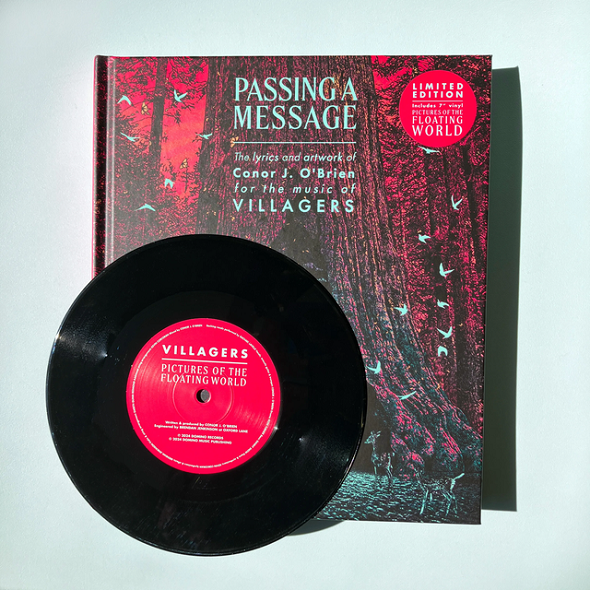 PASSING A
MESSAGE
The lyrics and artwork of
Conor J. O'Brien
for the music of
VILLAGERS
LIMITED
EDITION
Includes 7" vinyl
PICTURES OF THE
FLOATING
WORLD
VILLAGERS
PICTURES OF THE
FLOATING WORLD
Written & produced by CONOR J. O'BRIEN
Engineered by BRENDAN JENKINSON at OXFORD LANE
℗ 2024 DOMINO RECORDS
© 2024 DOMINO MUSIC PUBLISHING